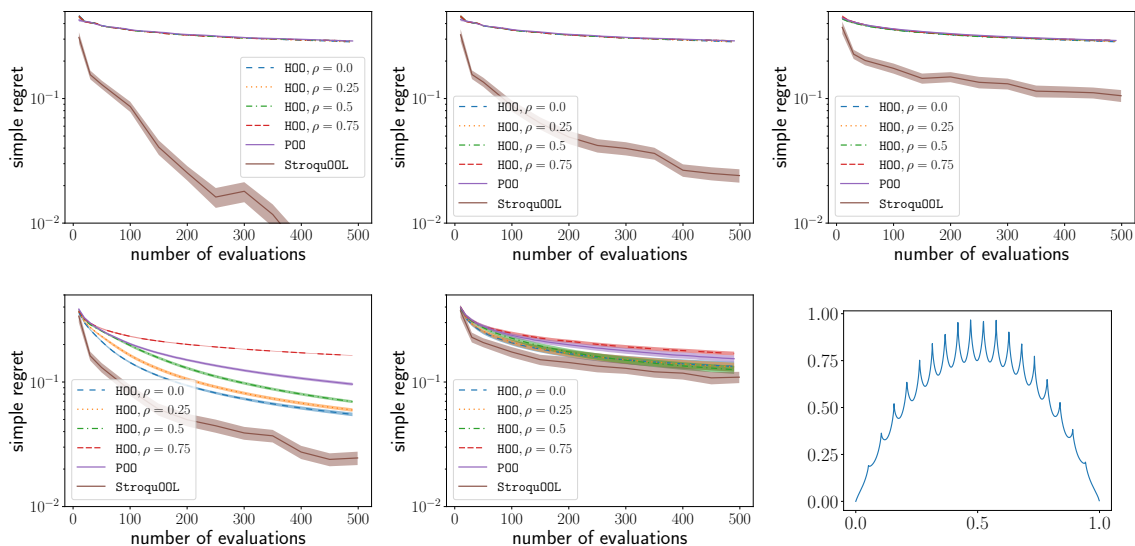 simple regret
10⁻¹
10⁻²
HOO, ρ = 0.0
HOO, ρ = 0.25
HOO, ρ = 0.5
HOO, ρ = 0.75
POO
StroquOOL
0 100 200 300 400 500
number of evaluations
simple regret
10⁻¹
10⁻²
HOO, ρ = 0.0
HOO, ρ = 0.25
HOO, ρ = 0.5
HOO, ρ = 0.75
POO
StroquOOL
0 100 200 300 400 500
number of evaluations
simple regret
10⁻¹
10⁻²
HOO, ρ = 0.0
HOO, ρ = 0.25
HOO, ρ = 0.5
HOO, ρ = 0.75
POO
StroquOOL
0 100 200 300 400 500
number of evaluations
simple regret
10⁻¹
10⁻²
HOO, ρ = 0.0
HOO, ρ = 0.25
HOO, ρ = 0.5
HOO, ρ = 0.75
POO
StroquOOL
0 100 200 300 400 500
number of evaluations
simple regret
10⁻¹
10⁻²
HOO, ρ = 0.0
HOO, ρ = 0.25
HOO, ρ = 0.5
HOO, ρ = 0.75
POO
StroquOOL
0 100 200 300 400 500
number of evaluations
1.00
0.75
0.50
0.25
0.00
0.0 0.5 1.0